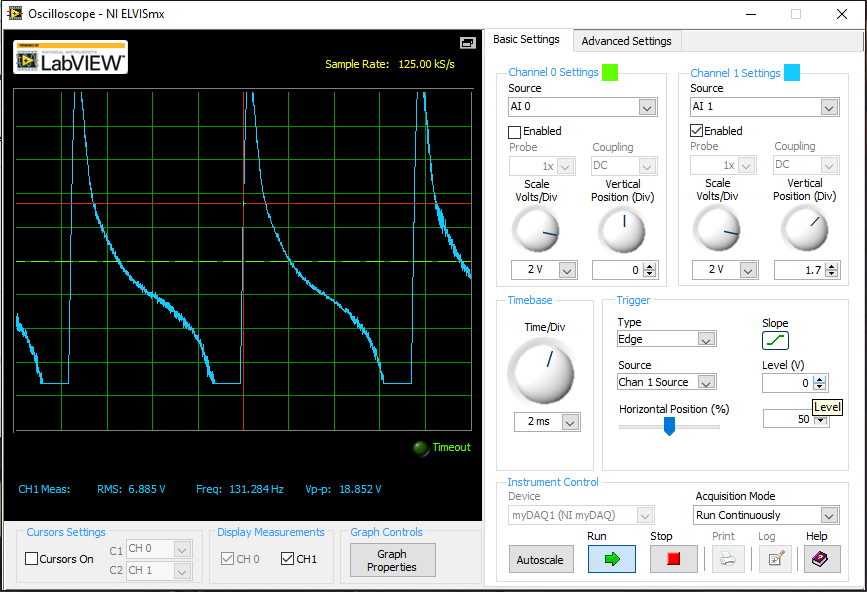 Oscilloscope - NI ELVISmx
POWERED BY
NATIONAL INSTRUMENTS
LabVIEW™
Sample Rate: 125.00 kS/s
Timeout
CH1 Meas: RMS: 6.885 V Freq: 131.284 Hz Vp-p: 18.852 V
Cursors Settings
Cursors On
C1 CH 0
C2 CH 1
Display Measurements
CH 0 CH1
Graph Controls
Graph
Properties
Basic Settings Advanced Settings
Channel 0 Settings
Source
AI 0
Enabled
Probe Coupling
1x DC
Scale
Volts/Div
Vertical
Position (Div)
2 V 0
Channel 1 Settings
Source
AI 1
Enabled
Probe Coupling
1x DC
Scale
Volts/Div
Vertical
Position (Div)
2 V 1.7
Timebase
Time/Div
2 ms
Trigger
Type
Edge
Slope
Source
Chan 1 Source
Level (V)
0
Level
Horizontal Position (%)
50
Instrument Control
Device
myDAQ1 (NI myDAQ)
Acquisition Mode
Run Continuously
Run Stop Print Log Help
Autoscale